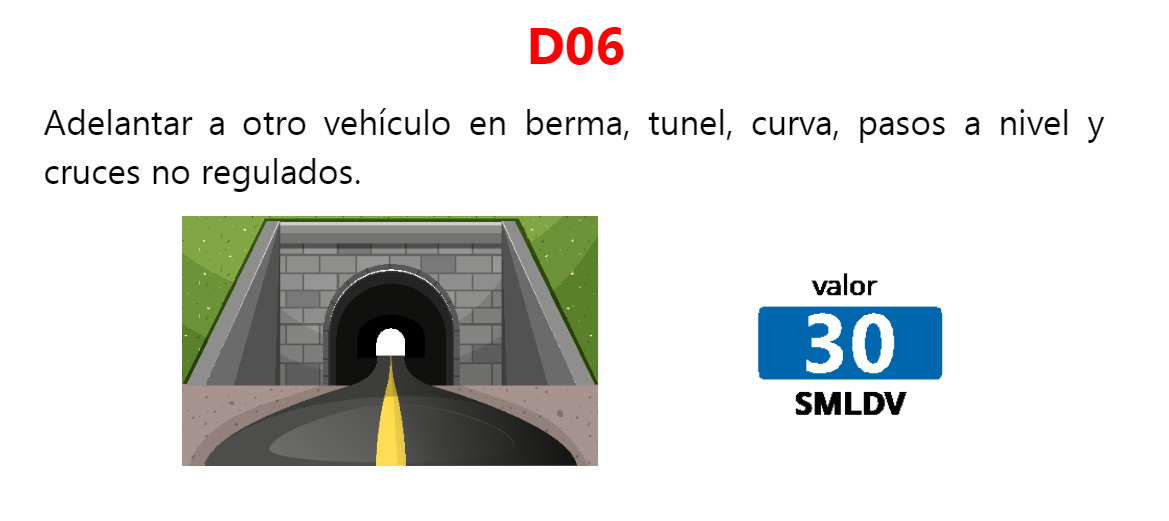 D06
Adelantar a otro vehículo en berma, tunel, curva, pasos a nivel y
cruces no regulados.
valor
30
SMLDV